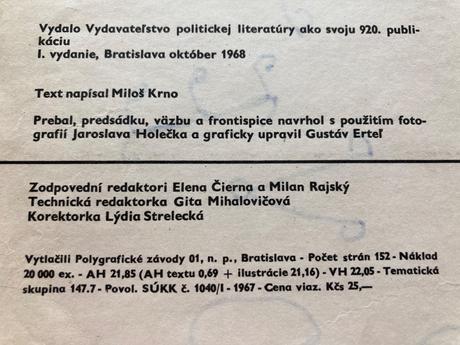 Vydalo Vydavateľstvo politickej literatúry ako svoju 920. publi-
káciu
I. vydanie, Bratislava október 1968
Text napísal Miloš Krno
Prebal, predsádku, väzbu a frontispice navrhol s použitím foto-
grafií Jaroslava Holečka a graficky upravil Gustáv Erteľ
Zodpovední redaktori Elena Čierna a Milan Rajský
Technická redaktorka Gita Mihalovičová
Korektorka Lýdia Strelecká
Vytlačili Polygrafické závody 01, n. p., Bratislava - Počet strán 152 - Náklad
20 000 ex. - AH 21,85 (AH textu 0,69 + ilustrácie 21,16) - VH 22,05 - Tematická
skupina 147.7 - Povol. SÚKK č. 1040/I - 1967 - Cena viaz. Kčs 25,—